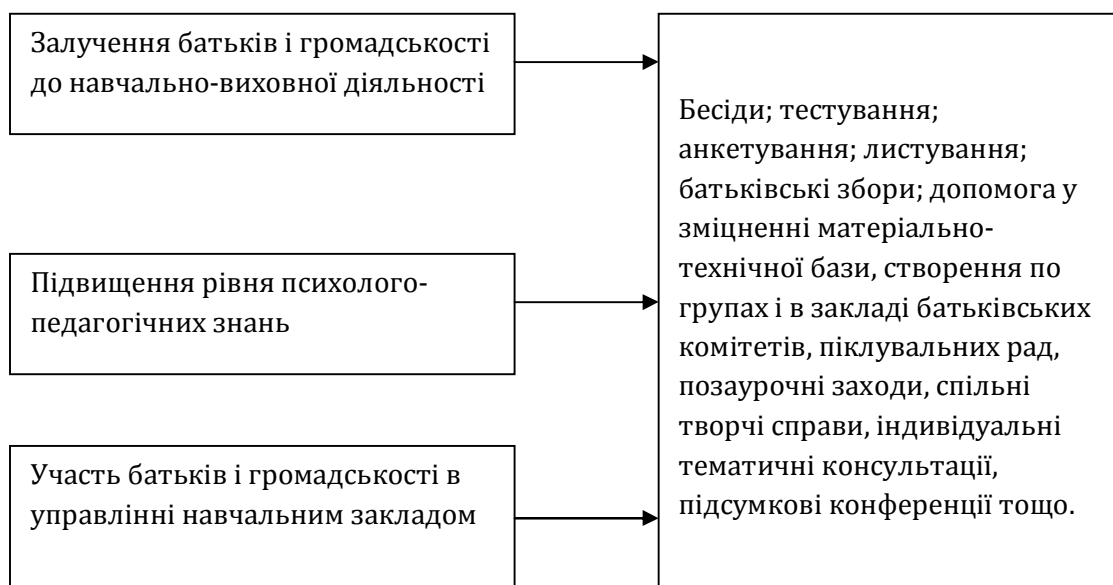 Залучення батьків і громадськості
до навчально-виховної діяльності
Підвищення рівня психолого-
педагогічних знань
Участь батьків і громадськості в
управлінні навчальним закладом
Бесіди; тестування;
анкетування; листування;
батьківські збори; допомога у
зміцненні матеріально-
технічної бази, створення по
групах і в закладі батьківських
комітетів, піклувальних рад,
позаурочні заходи, спільні
творчі справи, індивідуальні
тематичні консультації,
підсумкові конференції тощо.